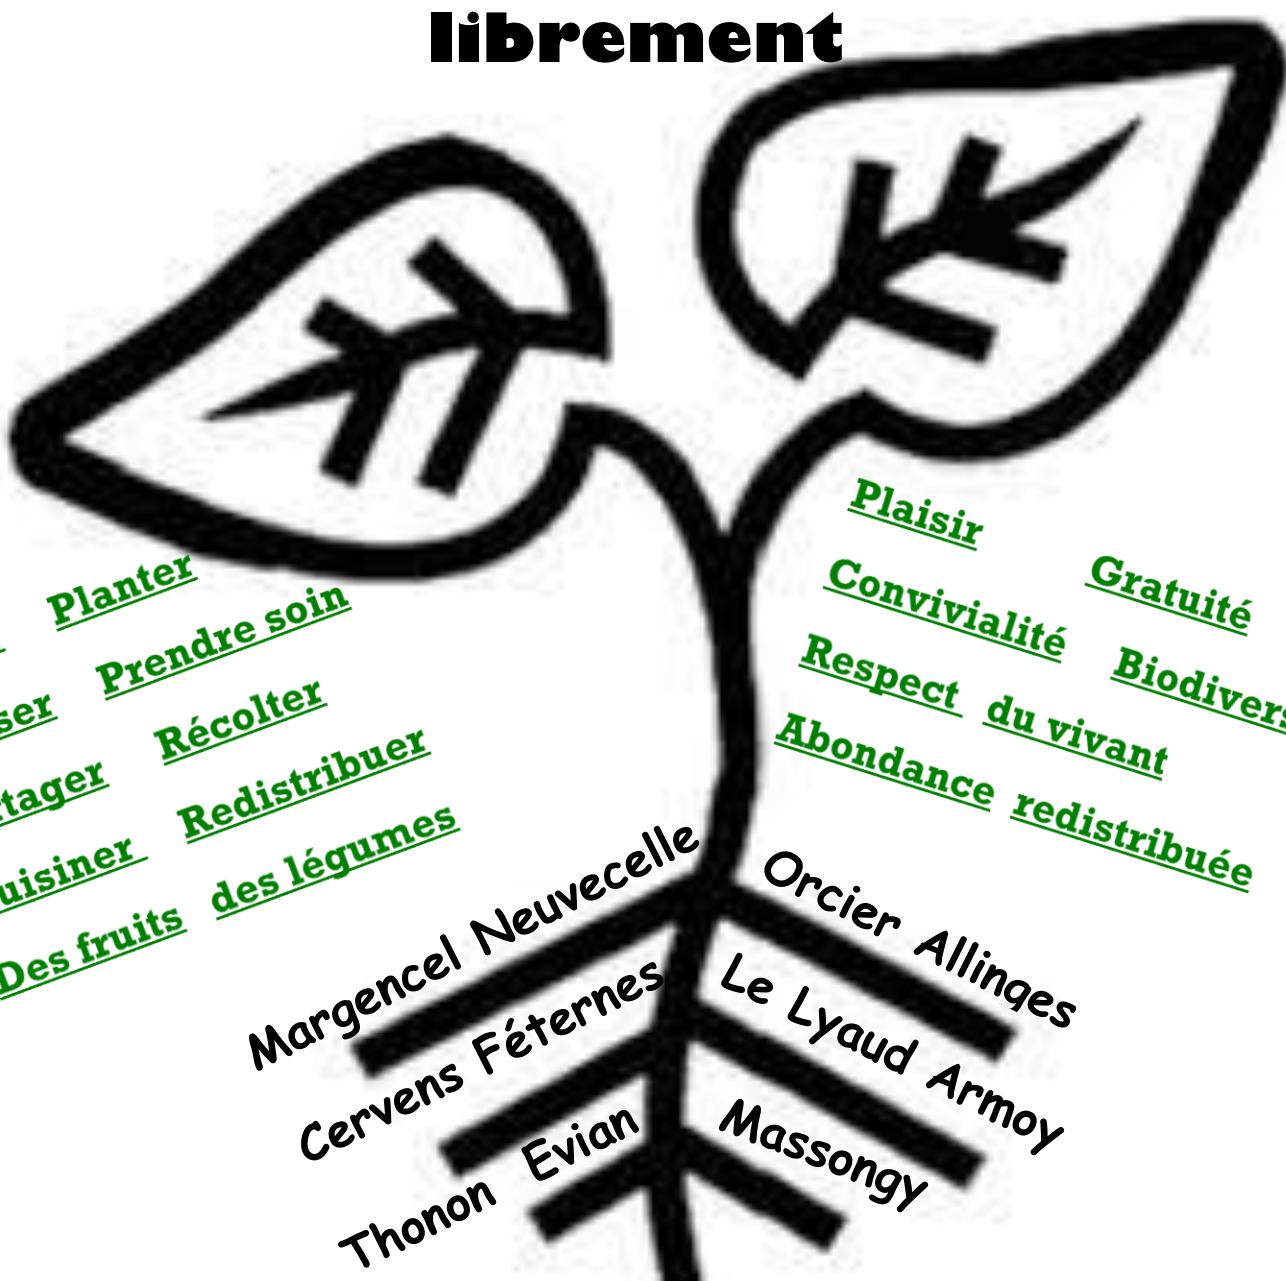 librement
Planter
Prendre soin
Récolter
Redistribuer
Des fruits des légumes
Plaisir
Gratuité
Convivialité
Respect du vivant
Abondance redistribuée
Margencel Neuvecelle
Cervens Féternes
Thonon Evian
Orcier Allinges
Le Lyaud Armoy
Massongy